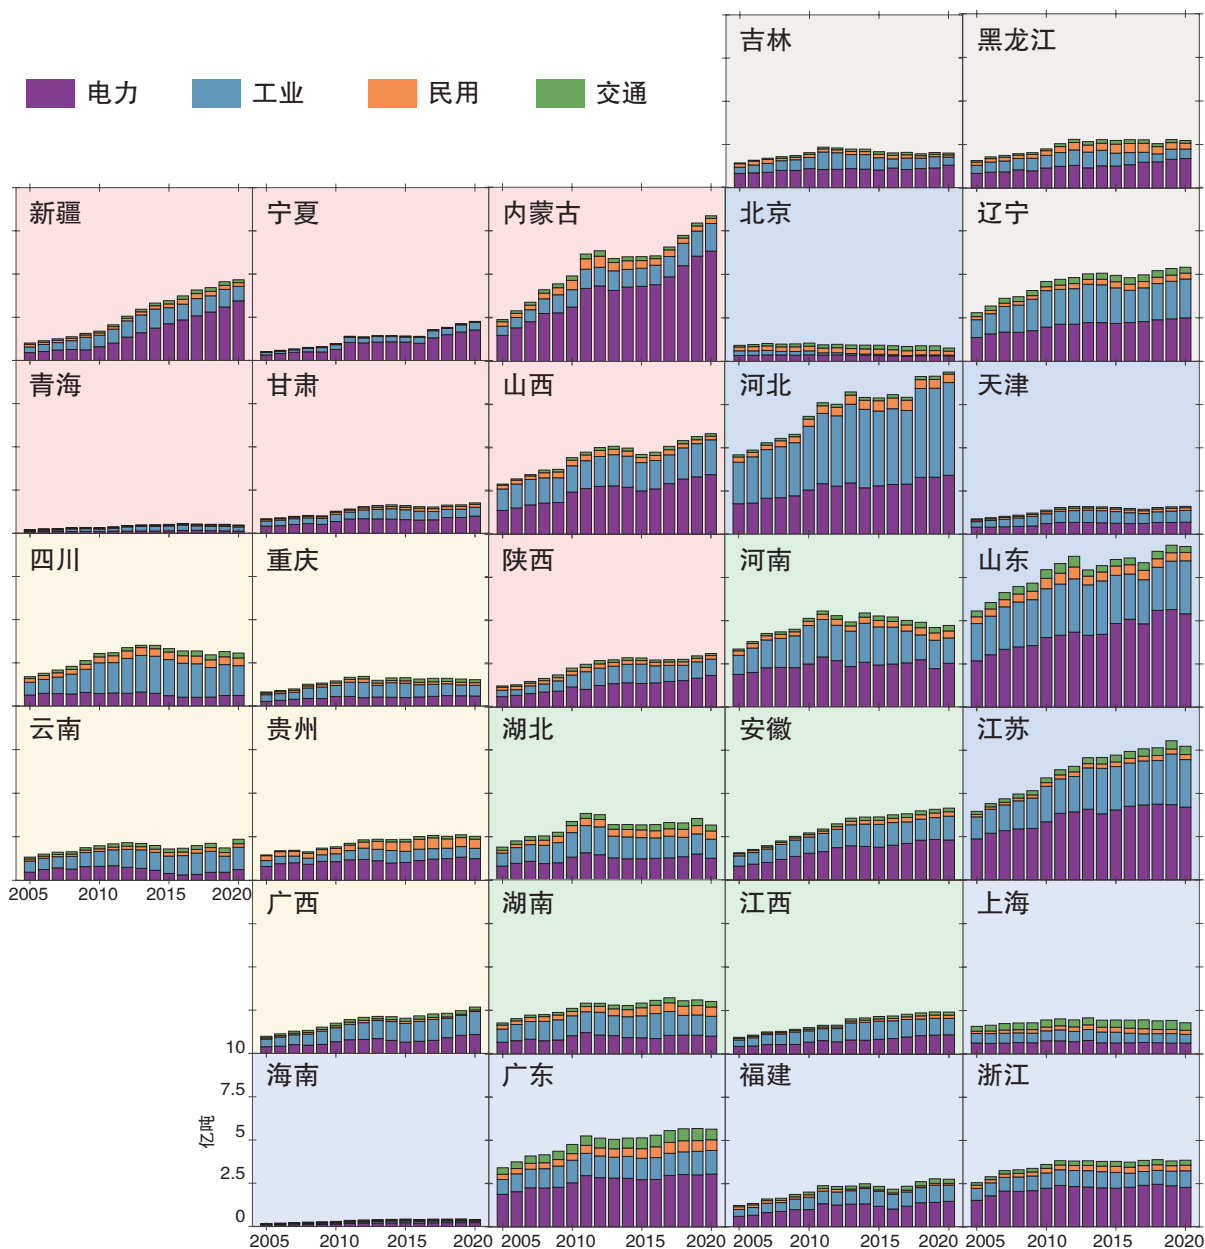 吉林 黑龙江
电力 工业 民用 交通
新疆 宁夏 内蒙古 北京 辽宁
青海 甘肃 山西 河北 天津
四川 重庆 陕西 河南 山东
云南 贵州 湖北 安徽 江苏
2005 2010 2015 2020
广西 湖南 江西 上海
10
海南 广东 福建 浙江
7.5
亿吨
5
2.5
0
2005 2010 2015 2020 2005 2010 2015 2020 2005 2010 2015 2020 2005 2010 2015 2020